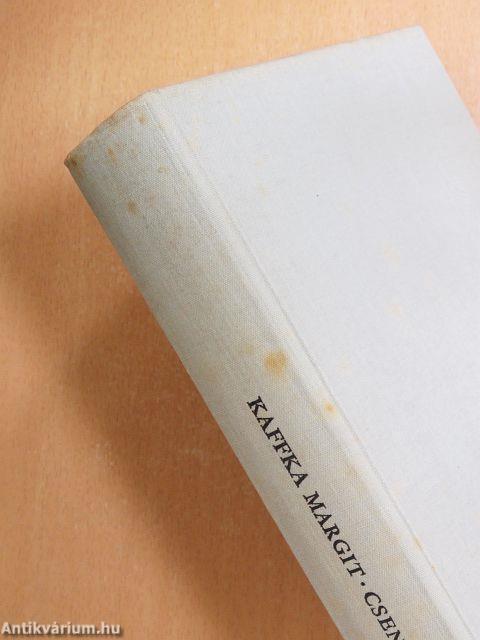 KAFFKA MARGIT · CSEN
Antikvárium.hu